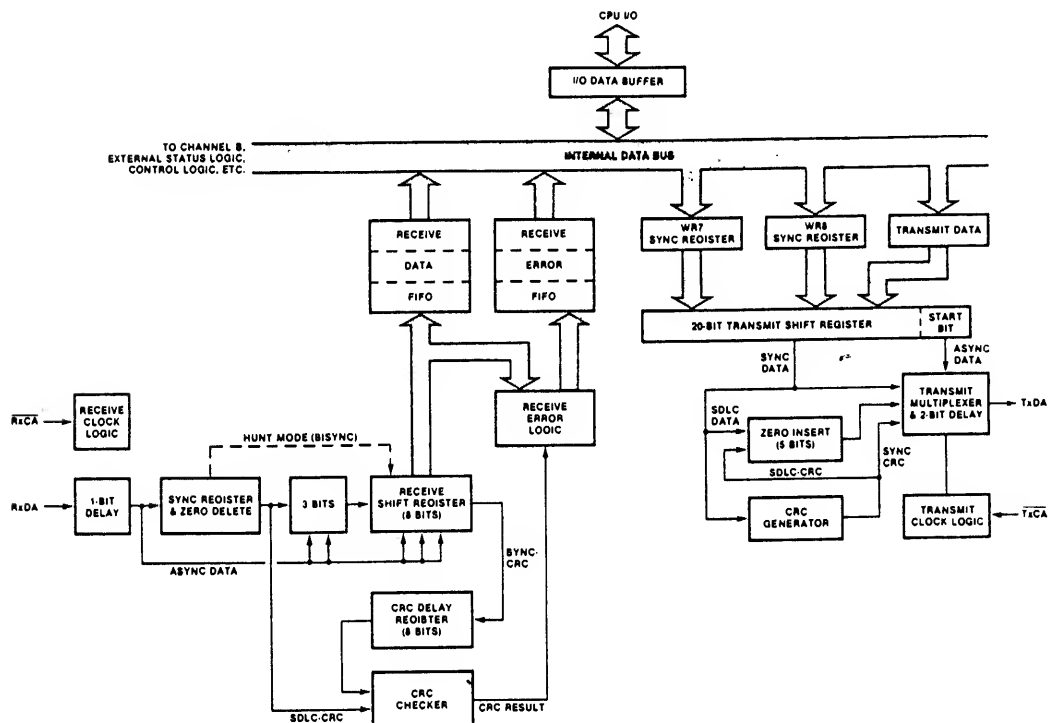 CPU I/O
I/O DATA BUFFER
TO CHANNEL B,
EXTERNAL STATUS LOGIC,
CONTROL LOGIC, ETC.
INTERNAL DATA BUS
RECEIVE
DATA
FIFO
RECEIVE
ERROR
FIFO
WR7
SYNC REGISTER
WR6
SYNC REGISTER
TRANSMIT DATA
20-BIT TRANSMIT SHIFT REGISTER
START
BIT
SYNC
DATA
ASYNC
DATA
RxCA
RECEIVE
CLOCK
LOGIC
HUNT MODE (BISYNC)
RECEIVE
ERROR
LOGIC
SDLC
DATA
ZERO INSERT
(5 BITS)
TRANSMIT
MULTIPLEXER
& 2-BIT DELAY
TxDA
SYNC
CRC
SDLC-CRC
RxDA
1-BIT
DELAY
SYNC REGISTER
& ZERO DELETE
3 BITS
RECEIVE
SHIFT REGISTER
(8 BITS)
CRC
GENERATOR
TRANSMIT
CLOCK LOGIC
TxCA
ASYNC DATA
SYNC-
CRC
CRC DELAY
REGISTER
(8 BITS)
CRC
CHECKER
SDLC-CRC
CRC RESULT